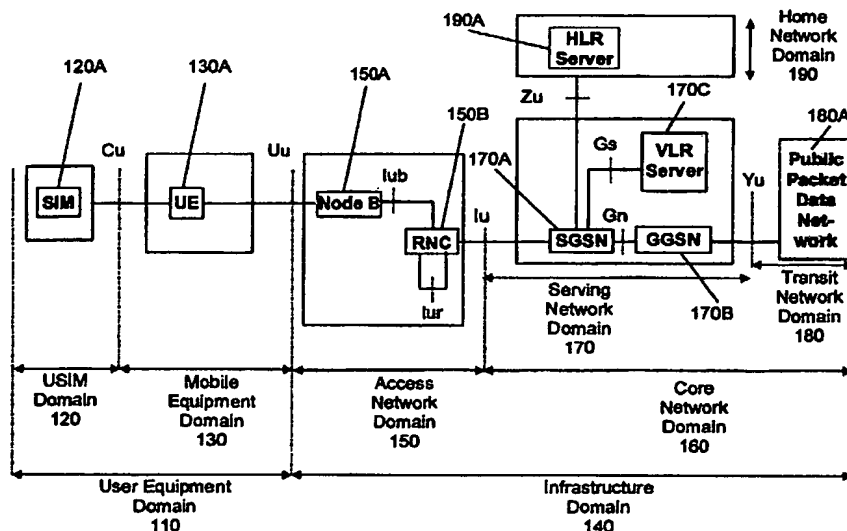 190A
HLR
Server
Home
Network
Domain
190
120A
130A
150A
150B
Zu
170C
180A
Cu
Uu
Iub
170A
Gs
VLR
Server
Yu
Public
Packet
Data
Net-
work
SIM
UE
Node B
RNC
Iu
Gn
SGSN
GGSN
Iur
Serving
Network
Domain
170
170B
Transit
Network
Domain
180
USIM
Domain
120
Mobile
Equipment
Domain
130
Access
Network
Domain
150
Core
Network
Domain
160
User Equipment
Domain
110
Infrastructure
Domain
140